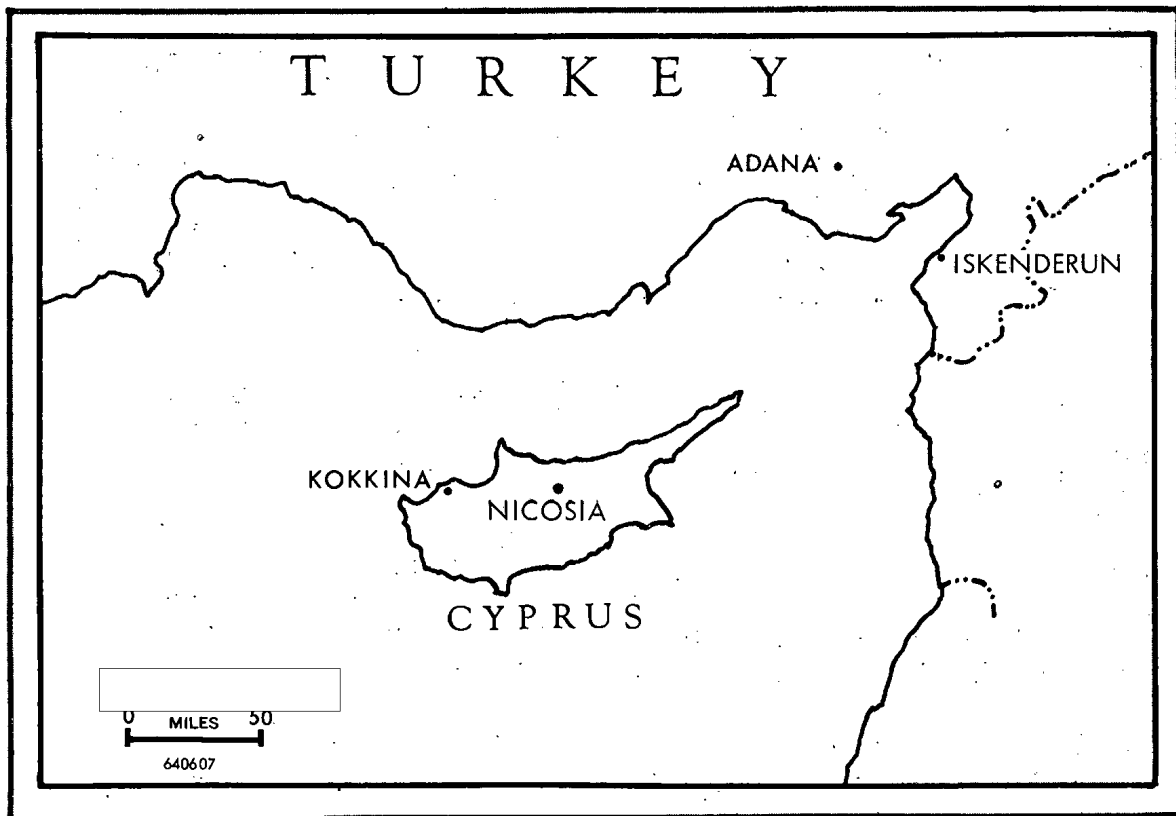 TURKEY
ADANA
ISKENDERUN
KOKKINA
NICOSIA
CYPRUS
0 MILES 50
640607